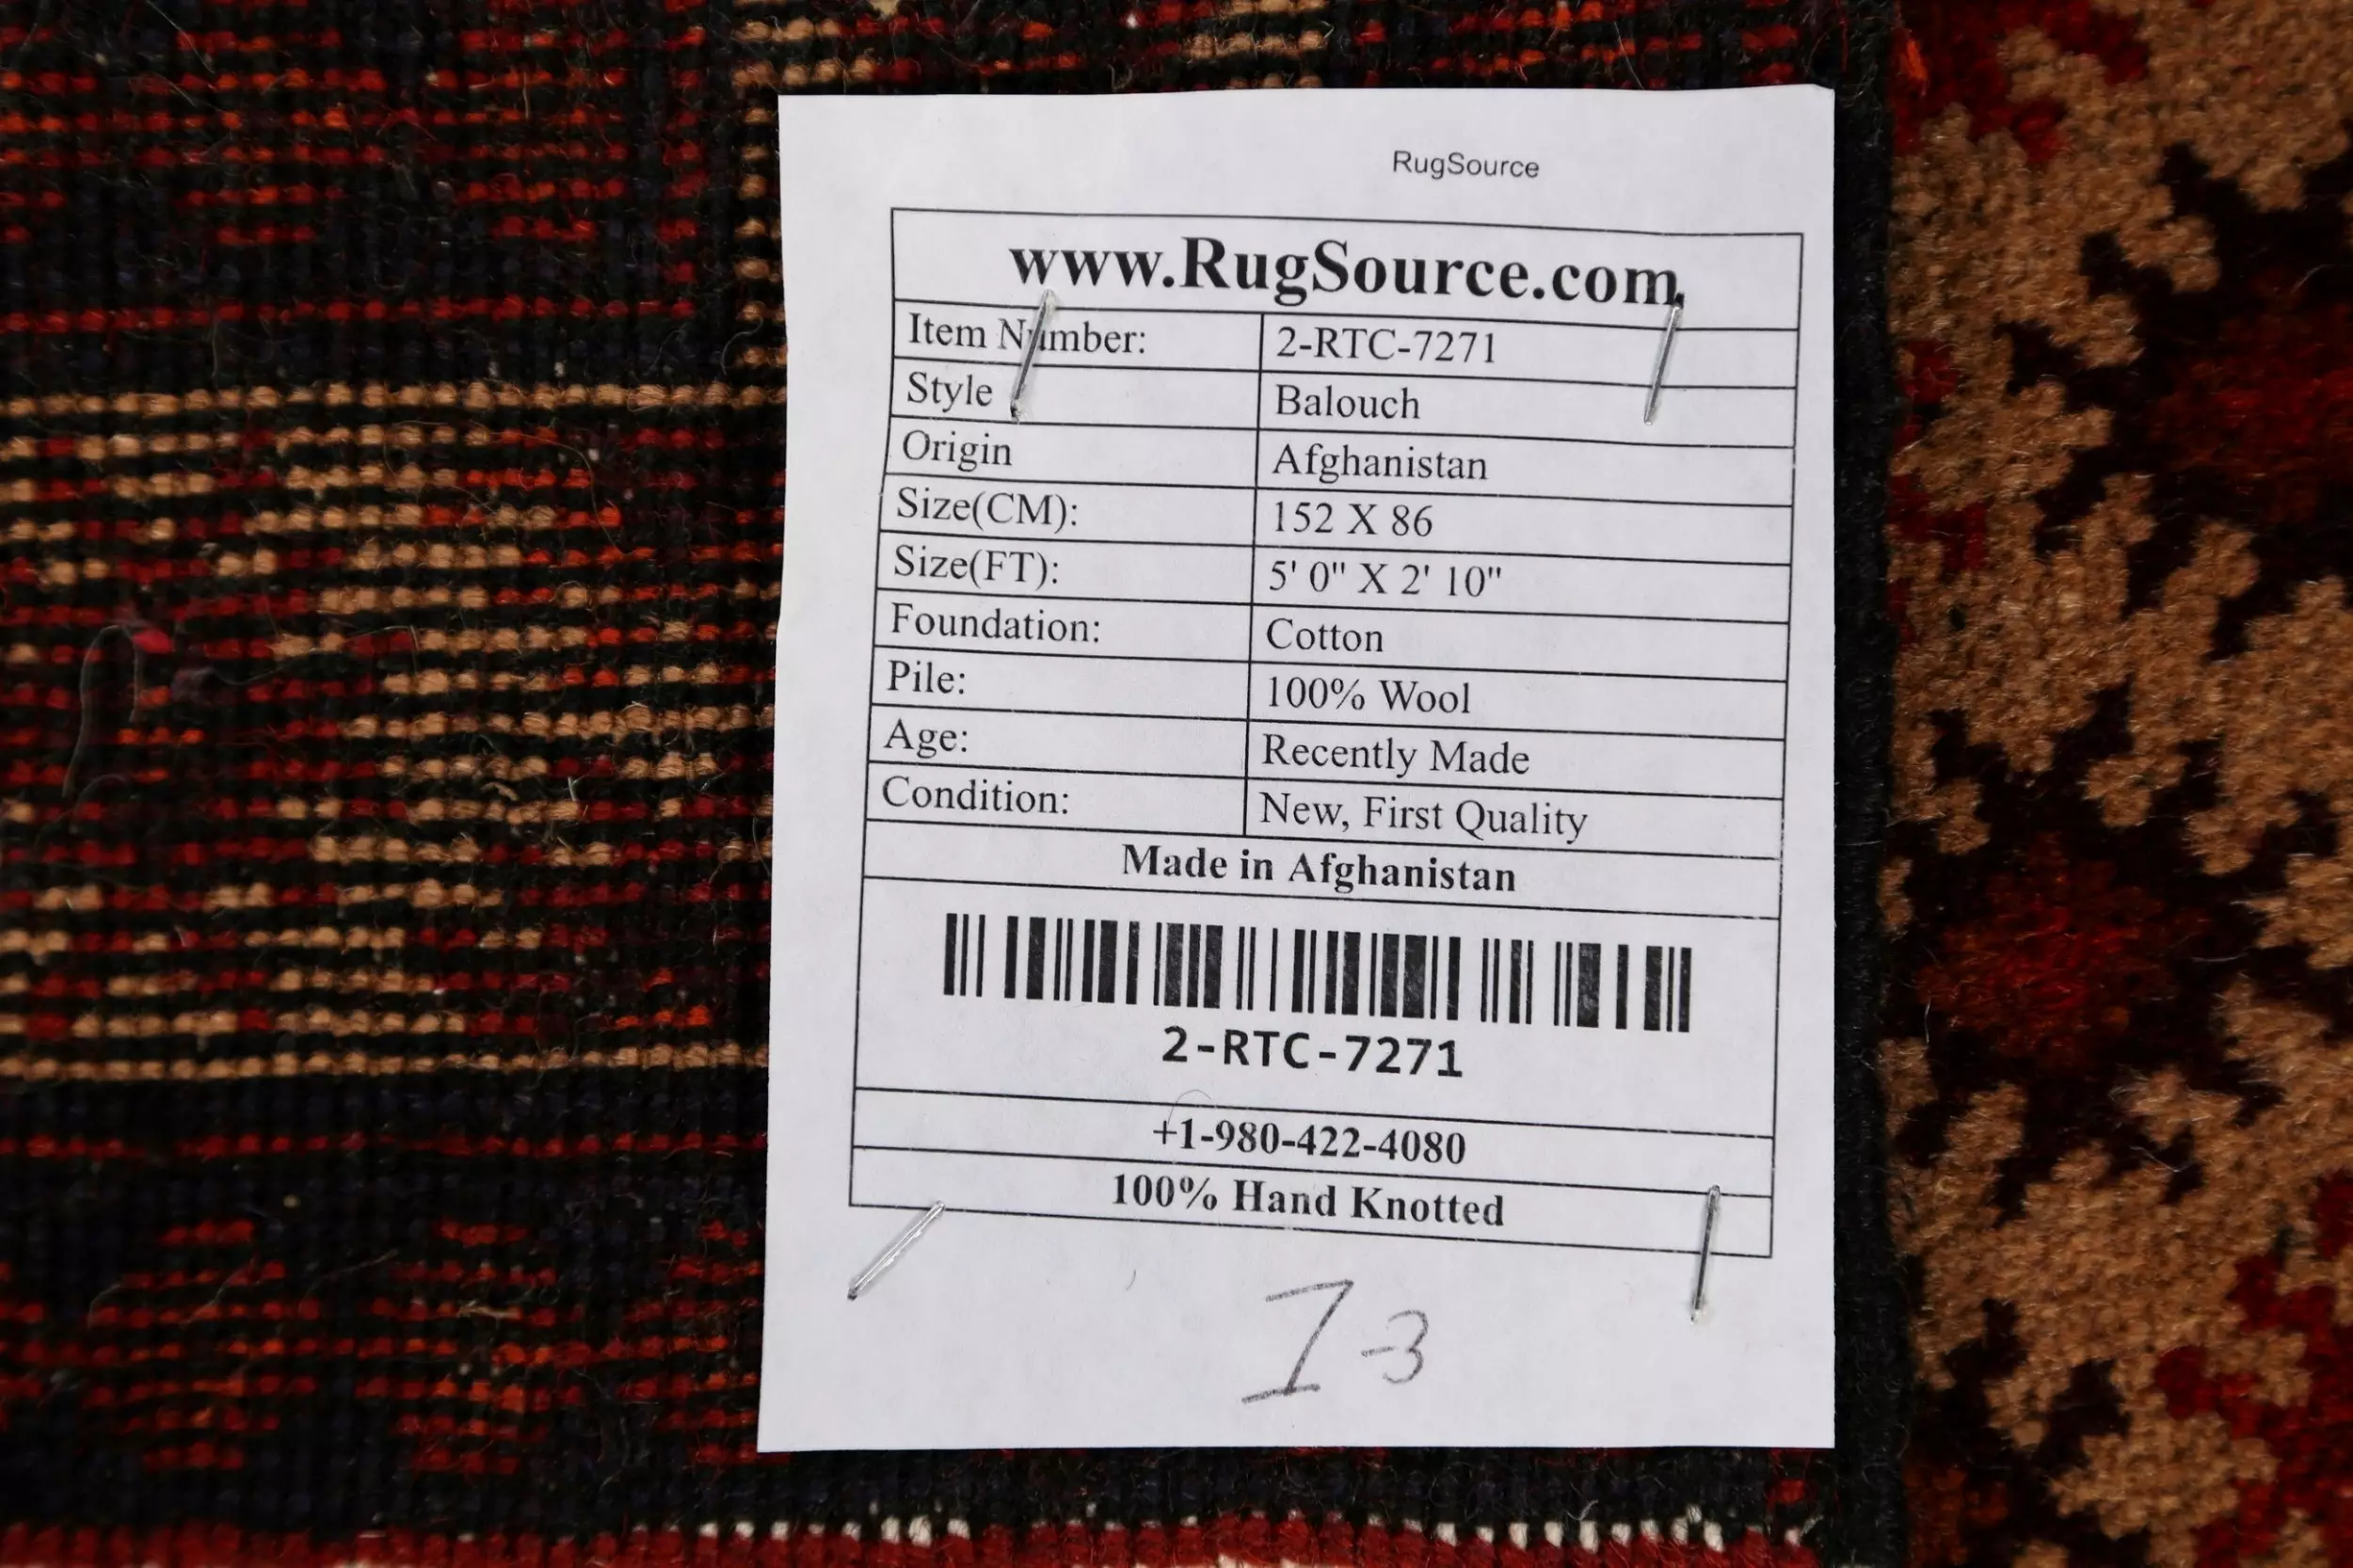 RugSource
www.RugSource.com
Item Number: 2-RTC-7271
Style Balouch
Origin Afghanistan
Size(CM): 152 X 86
Size(FT): 5' 0" X 2' 10"
Foundation: Cotton
Pile: 100% Wool
Age: Recently Made
Condition: New, First Quality
Made in Afghanistan
2-RTC-7271
+1-980-422-4080
100% Hand Knotted
I-3